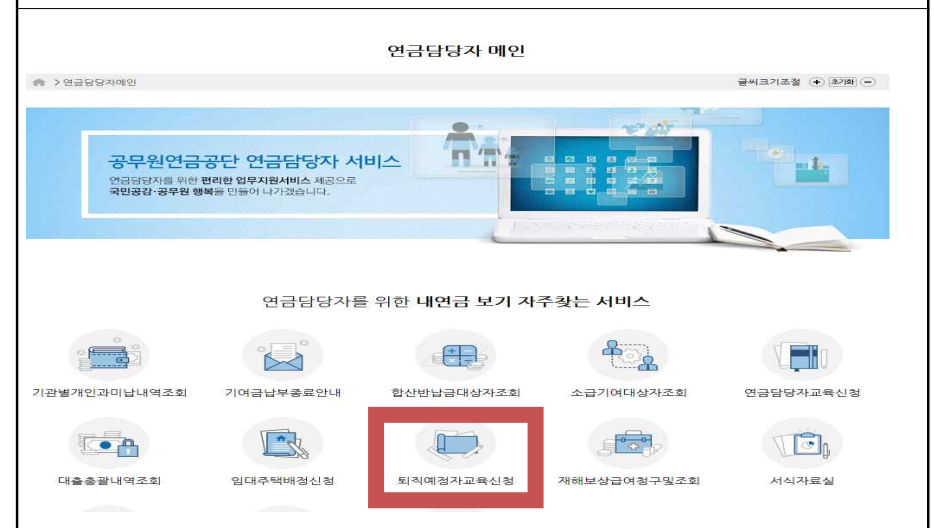 연금담당자 메인
>연금담당자메인
글씨크기조절 + 초기화 -
공무원연금공단 연금담당자 서비스
연금담당자를 위한 편리한 업무지원서비스 제공으로
국민공감·공무원 행복을 만들어 나가겠습니다.
연금담당자를 위한 내연금 보기 자주찾는 서비스
기관별개인과미납내역조회
기여금납부종료안내
합산반납금대상자조회
소급기여대상자조회
연금담당자교육신청
대출총괄내역조회
임대주택배정신청
퇴직예정자교육신청
재해보상급여청구및조회
서식자료실